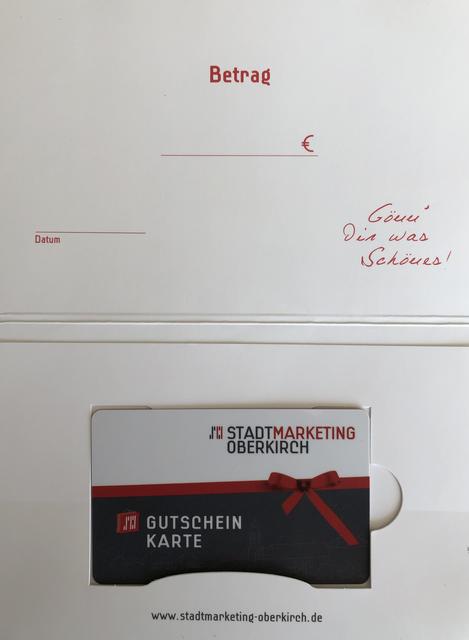 Betrag
€
Datum
Gönn'
Dir was
Schönes!
STADTMARKETING
OBERKIRCH
GUTSCHEIN
KARTE
www.stadtmarketing-oberkirch.de